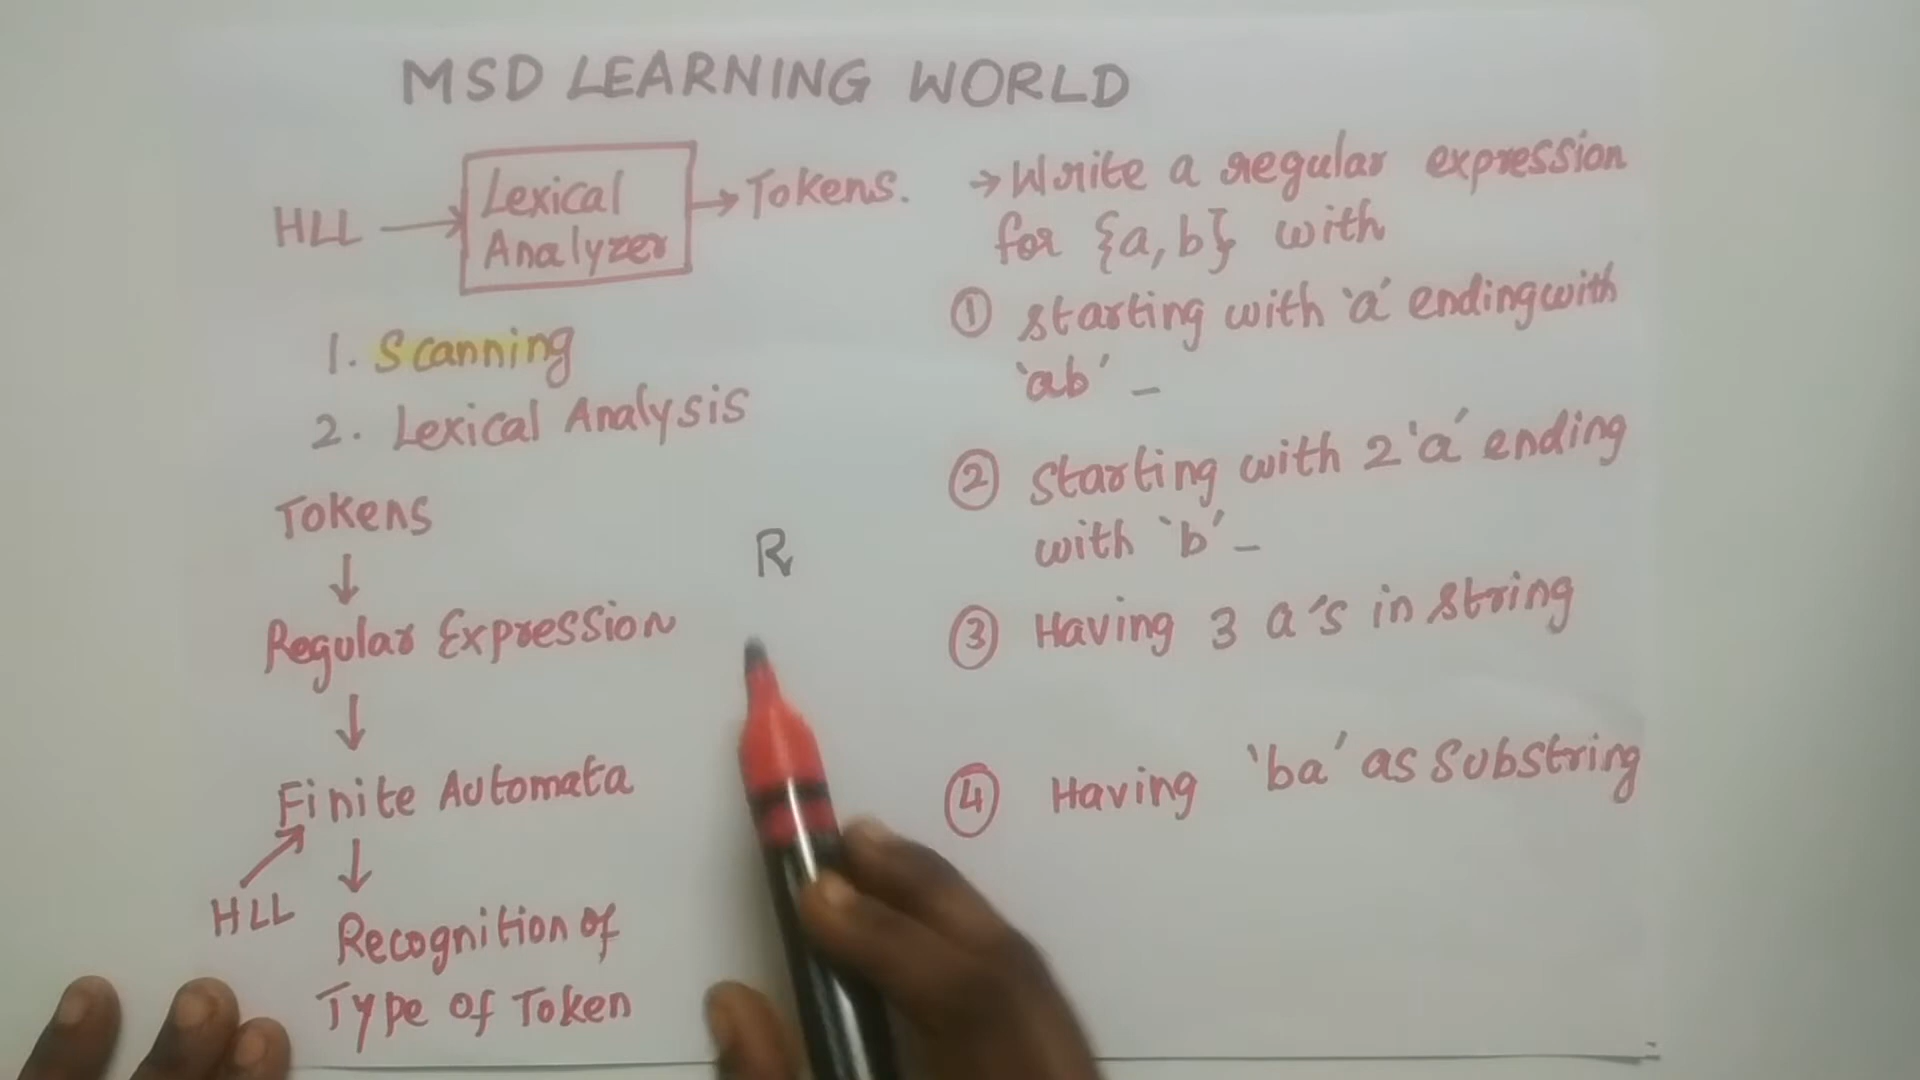 MSD LEARNING WORLD
HLL → Lexical Analyzer → Tokens.
1. Scanning
2. Lexical Analysis
Tokens
↓
Regular Expression
↓
Finite Automata
↓
HLL
Recognition of
Type of Token
R
→ Write a regular expression
for {a, b} with
① starting with 'a' ending with
'ab' _
② starting with 2 'a' ending
with 'b' _
③ Having 3 a's in string
④ Having 'ba' as Substring